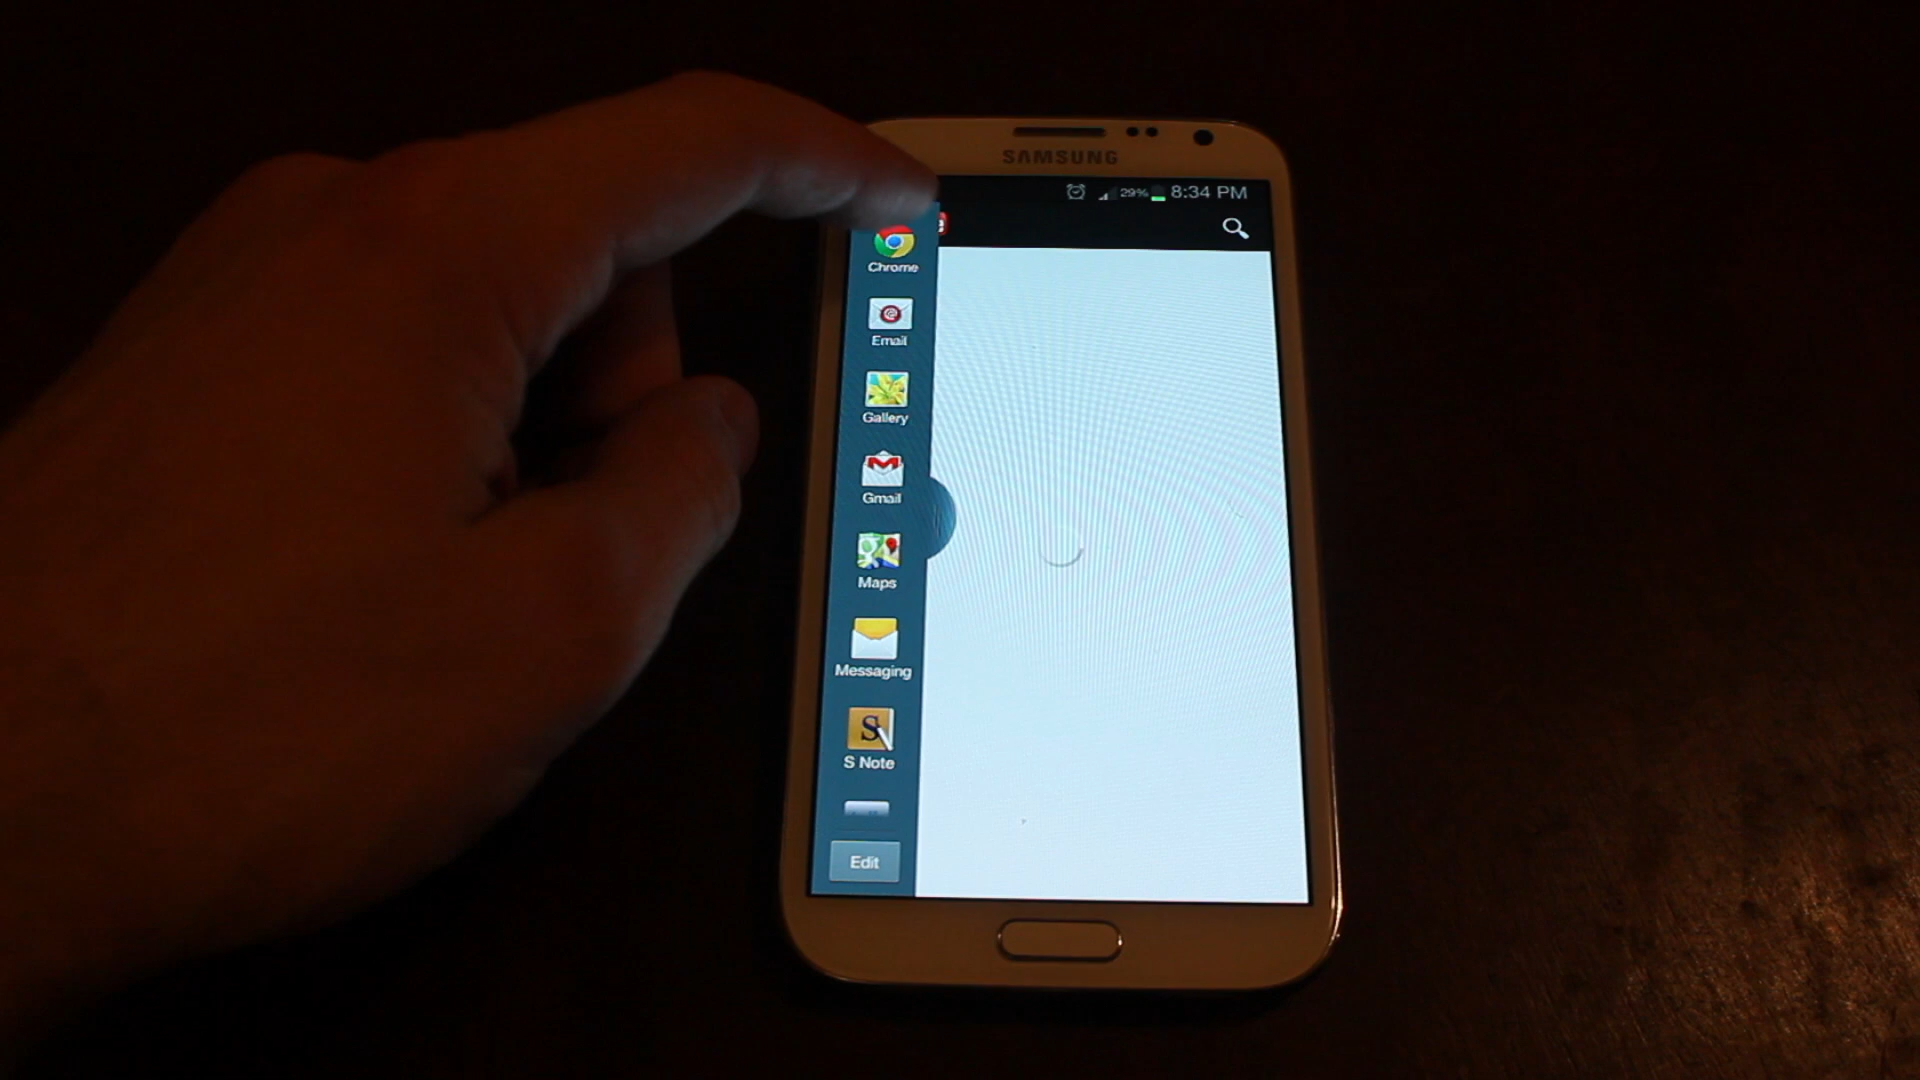 SAMSUNG
29% 8:34 PM
Chrome
Email
Gallery
Gmail
Maps
Messaging
S
S Note
Edit